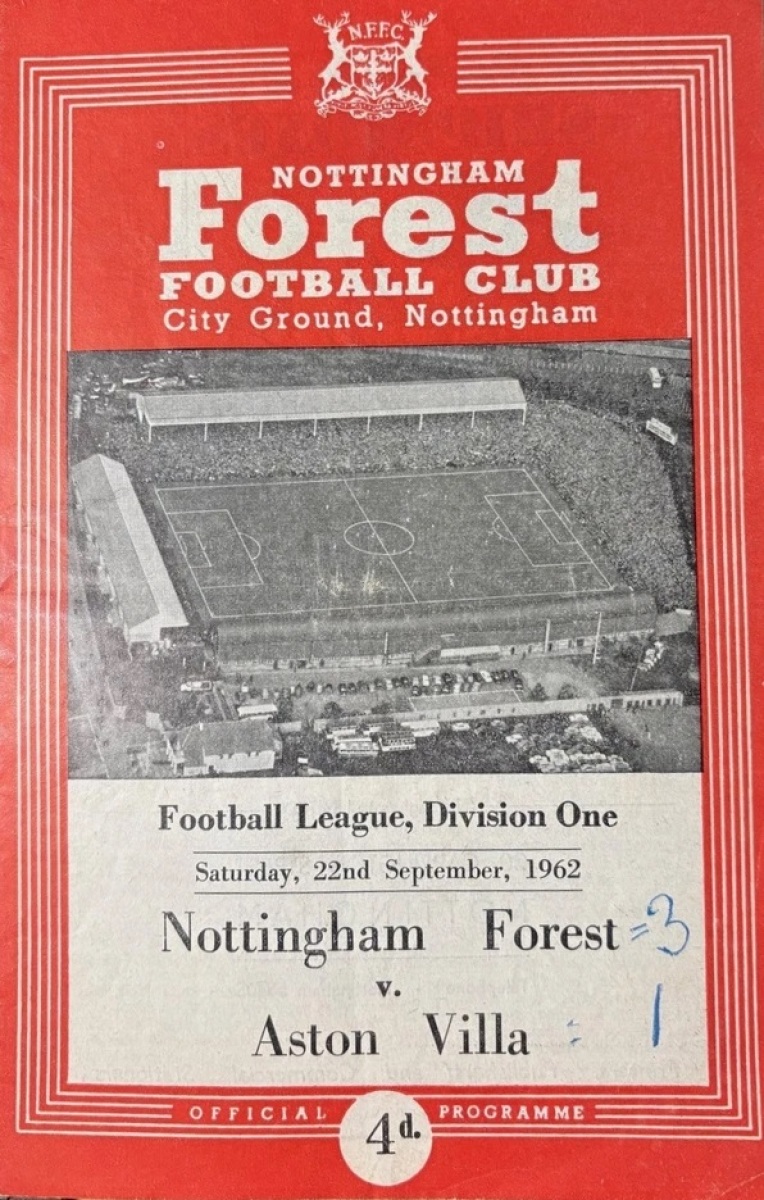 N.F.F.C.
NOTTINGHAM
Forest
FOOTBALL CLUB
City Ground, Nottingham
Football League, Division One
Saturday, 22nd September, 1962
Nottingham Forest = 3
v.
Aston Villa : 1
OFFICIAL PROGRAMME
4d.